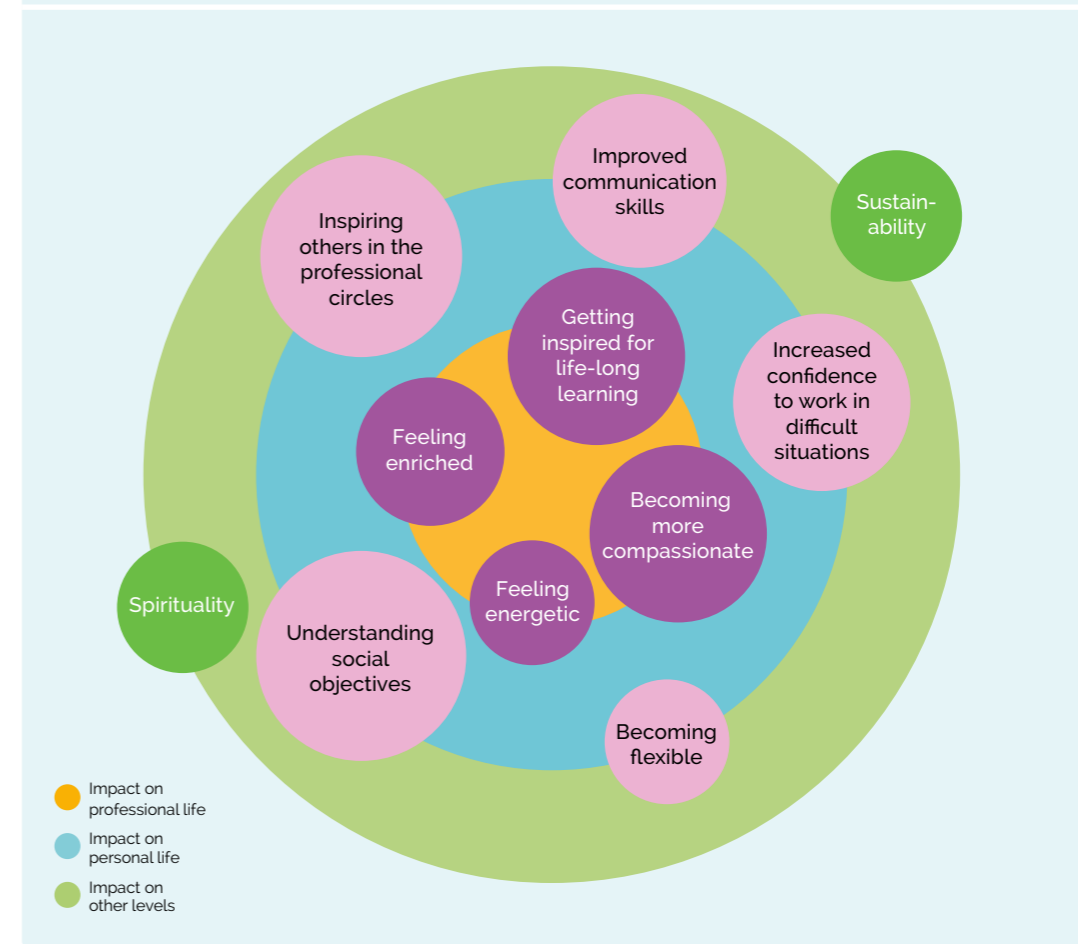 Improved
communication
skills
Sustain-
ability
Inspiring
others in the
professional
circles
Getting
inspired for
life-long
learning
Increased
confidence
to work in
difficult
situations
Feeling
enriched
Becoming
more
compassionate
Feeling
energetic
Spirituality
Understanding
social
objectives
Becoming
flexible
Impact on
professional life
Impact on
personal life
Impact on
other levels